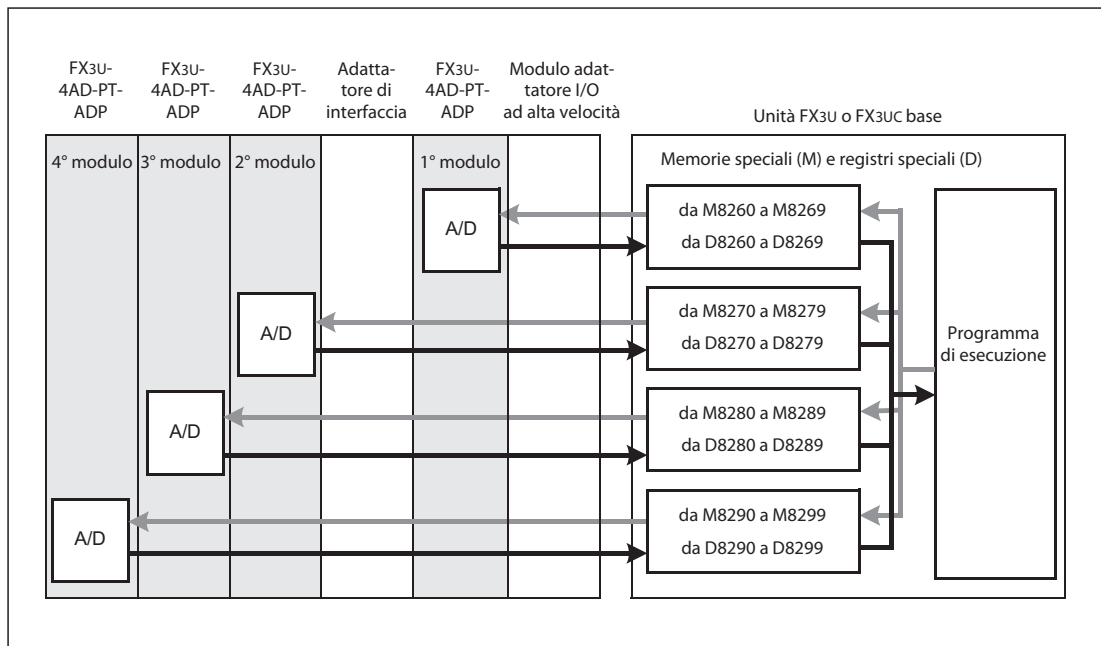 FX3U-
4AD-PT-
ADP
FX3U-
4AD-PT-
ADP
FX3U-
4AD-PT-
ADP
Adatta-
tore di
interfaccia
FX3U-
4AD-PT-
ADP
Modulo adat-
tatore I/O
ad alta velocità
Unità FX3U o FX3UC base
4° modulo
3° modulo
2° modulo
1° modulo
Memorie speciali (M) e registri speciali (D)
A/D
da M8260 a M8269
da D8260 a D8269
A/D
da M8270 a M8279
da D8270 a D8279
Programma
di esecuzione
A/D
da M8280 a M8289
da D8280 a D8289
A/D
da M8290 a M8299
da D8290 a D8299